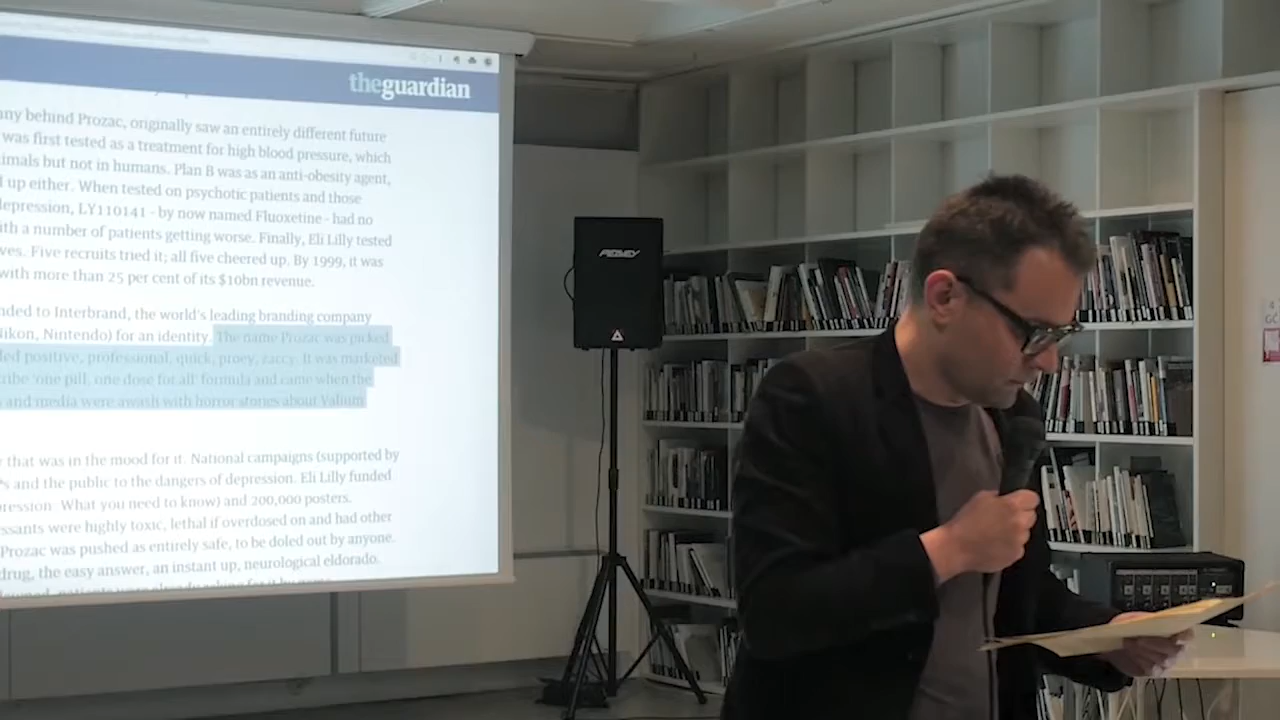 theguardian
any behind Prozac, originally saw an entirely different future
was first tested as a treatment for high blood pressure, which
imals but not in humans. Plan B was as an anti-obesity agent,
d up either. When tested on psychotic patients and those
depression, LY110141 - by now named Fluoxetine - had no
ith a number of patients getting worse. Finally, Eli Lilly tested
ves. Five recruits tried it; all five cheered up. By 1999, it was
with more than 25 per cent of its $10bn revenue.
nded to Interbrand, the world's leading branding company
Nikon, Nintendo) for an identity. The name Prozac was picked
ded positive, professional, quick, proey, zaccy. It was marketed
cribe 'one pill, one dose for all' formula and came when the
s and media were awash with horror stories about Valium
e that was in the mood for it. National campaigns (supported by
Ps and the public to the dangers of depression. Eli Lilly funded
pression: What you need to know) and 200,000 posters.
essants were highly toxic, lethal if overdosed on and had other
Prozac was pushed as entirely safe, to be doled out by anyone.
drug, the easy answer, an instant up, neurological eldorado.
PEAVEY